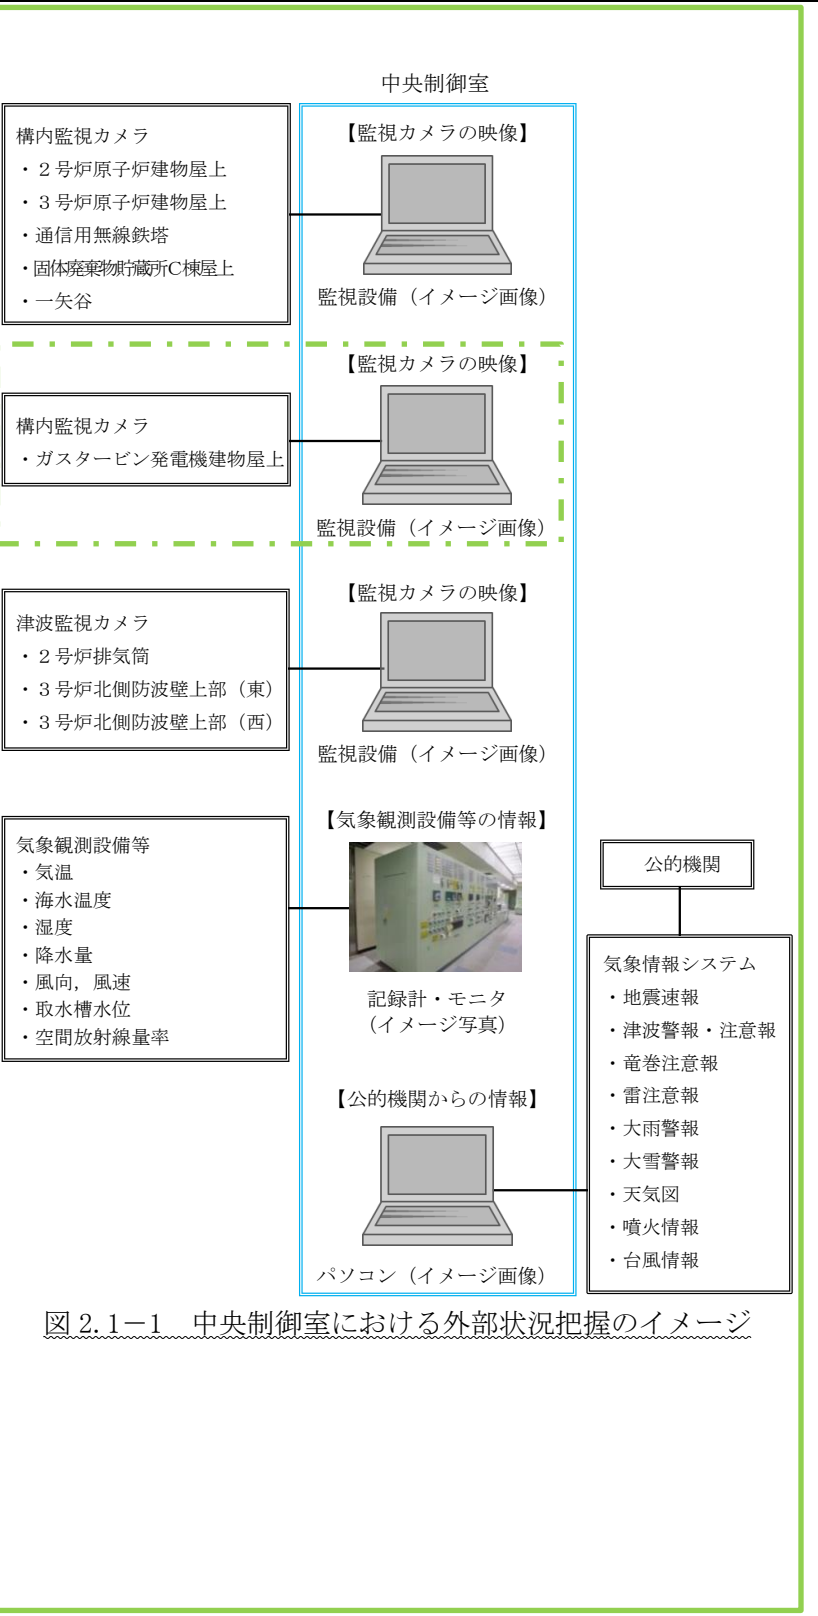 中央制御室
構内監視カメラ
・２号炉原子炉建物屋上
・３号炉原子炉建物屋上
・通信用無線鉄塔
・固体廃棄物貯蔵所C棟屋上
・一矢谷
【監視カメラの映像】
監視設備（イメージ画像）
構内監視カメラ
・ガスタービン発電機建物屋上
【監視カメラの映像】
監視設備（イメージ画像）
津波監視カメラ
・２号炉排気筒
・３号炉北側防波壁上部（東）
・３号炉北側防波壁上部（西）
【監視カメラの映像】
監視設備（イメージ画像）
気象観測設備等
・気温
・海水温度
・湿度
・降水量
・風向，風速
・取水槽水位
・空間放射線量率
【気象観測設備等の情報】
記録計・モニタ
（イメージ写真）
公的機関
気象情報システム
・地震速報
・津波警報・注意報
・竜巻注意報
・雷注意報
・大雨警報
・大雪警報
・天気図
・噴火情報
・台風情報
【公的機関からの情報】
パソコン（イメージ画像）
図 2.1－1　中央制御室における外部状況把握のイメージ